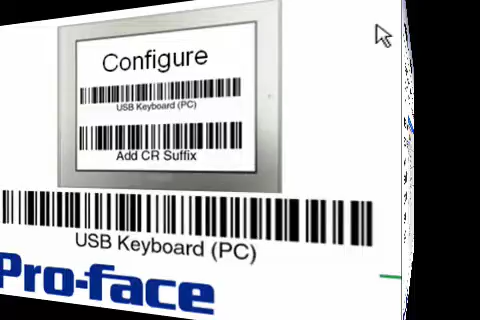 Configure
USB Keyboard (PC)
Add CR Suffix
USB Keyboard (PC)
Pro-face